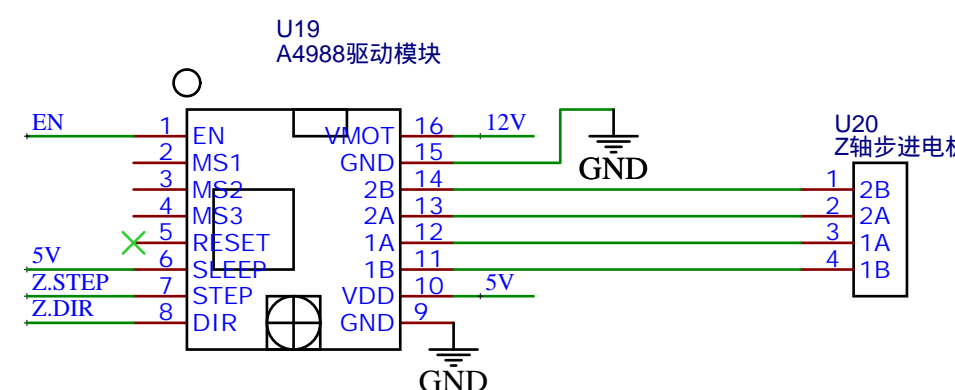 U19
A4988驱动模块
EN 1 EN VMOT 16 12V
2 MS1 GND 15 GND
3 MS2 2B 14
4 MS3 2A 13
5 RESET 1A 12
5V 6 SLEEP 1B 11
Z.STEP 7 STEP VDD 10 5V
Z.DIR 8 DIR GND 9
GND
U20
Z轴步进电机
1 2B
2 2A
3 1A
4 1B